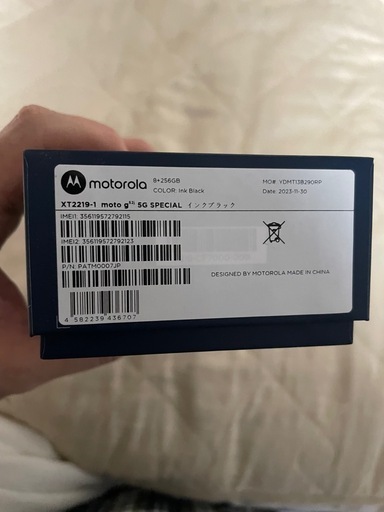 motorola
8+256GB
COLOR: Ink Black
MO#: YDMT13B290RP
Date: 2023-11-30
XT2219-1 moto g⁵³ʲ 5G SPECIAL インクブラック
IMEI1: 356119572792115
IMEI2: 356119572792123
P/N: PATM0007JP
DESIGNED BY MOTOROLA MADE IN CHINA
4 582239 436707